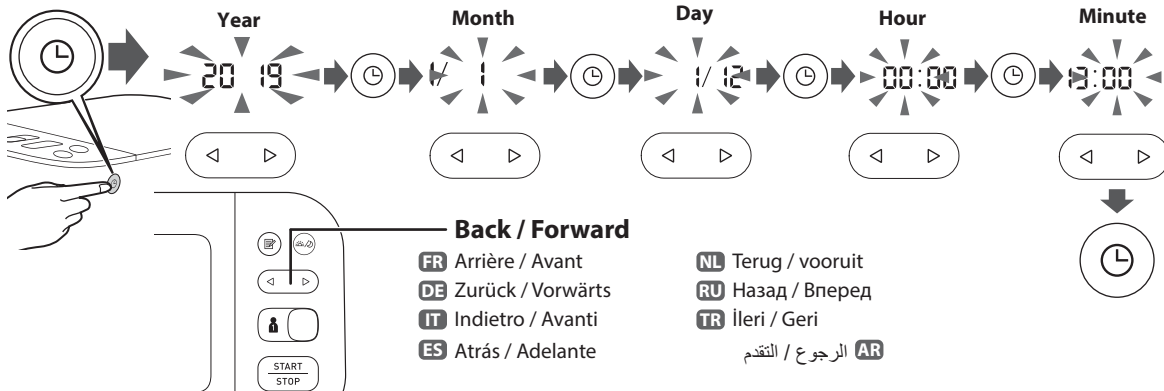 Year
Month
Day
Hour
Minute
20 19
1/ 1
1/ 12
00:00
13:00
Back / Forward
FR Arrière / Avant
DE Zurück / Vorwärts
IT Indietro / Avanti
ES Atrás / Adelante
NL Terug / vooruit
RU Назад / Вперед
TR İleri / Geri
AR الرجوع / التقدم
START
STOP